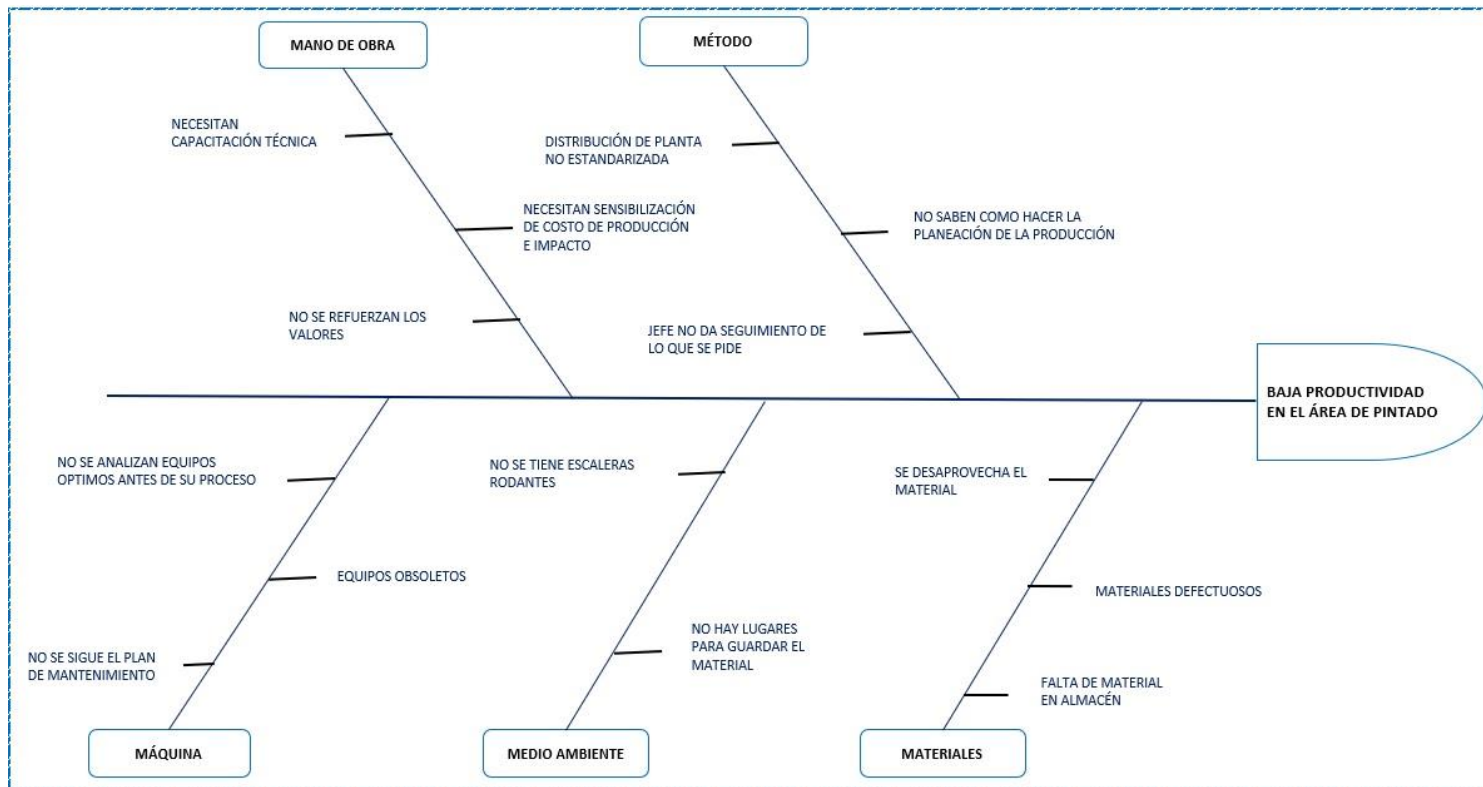 MANO DE OBRA
NECESITAN
CAPACITACIÓN TÉCNICA
NECESITAN SENSIBILIZACIÓN
DE COSTO DE PRODUCCIÓN
E IMPACTO
NO SE REFUERZAN LOS
VALORES
MÉTODO
DISTRIBUCIÓN DE PLANTA
NO ESTANDARIZADA
NO SABEN COMO HACER LA
PLANEACIÓN DE LA PRODUCCIÓN
JEFE NO DA SEGUIMIENTO DE
LO QUE SE PIDE
BAJA PRODUCTIVIDAD
EN EL ÁREA DE PINTADO
NO SE ANALIZAN EQUIPOS
OPTIMOS ANTES DE SU PROCESO
EQUIPOS OBSOLETOS
NO SE SIGUE EL PLAN
DE MANTENIMIENTO
MÁQUINA
NO SE TIENE ESCALERAS
RODANTES
NO HAY LUGARES
PARA GUARDAR EL
MATERIAL
MEDIO AMBIENTE
SE DESAPROVECHA EL
MATERIAL
MATERIALES DEFECTUOSOS
FALTA DE MATERIAL
EN ALMACÉN
MATERIALES